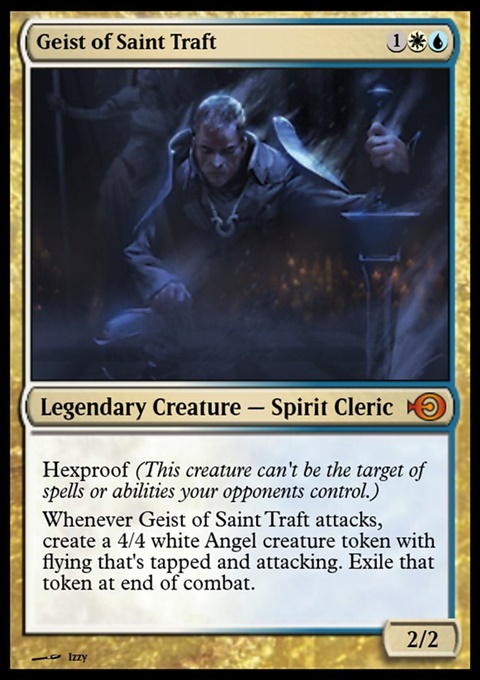 Geist of Saint Traft 1
Legendary Creature — Spirit Cleric
Hexproof (This creature can't be the target of
spells or abilities your opponents control.)
Whenever Geist of Saint Traft attacks,
create a 4/4 white Angel creature token with
flying that's tapped and attacking. Exile that
token at end of combat.
2/2
Izzy